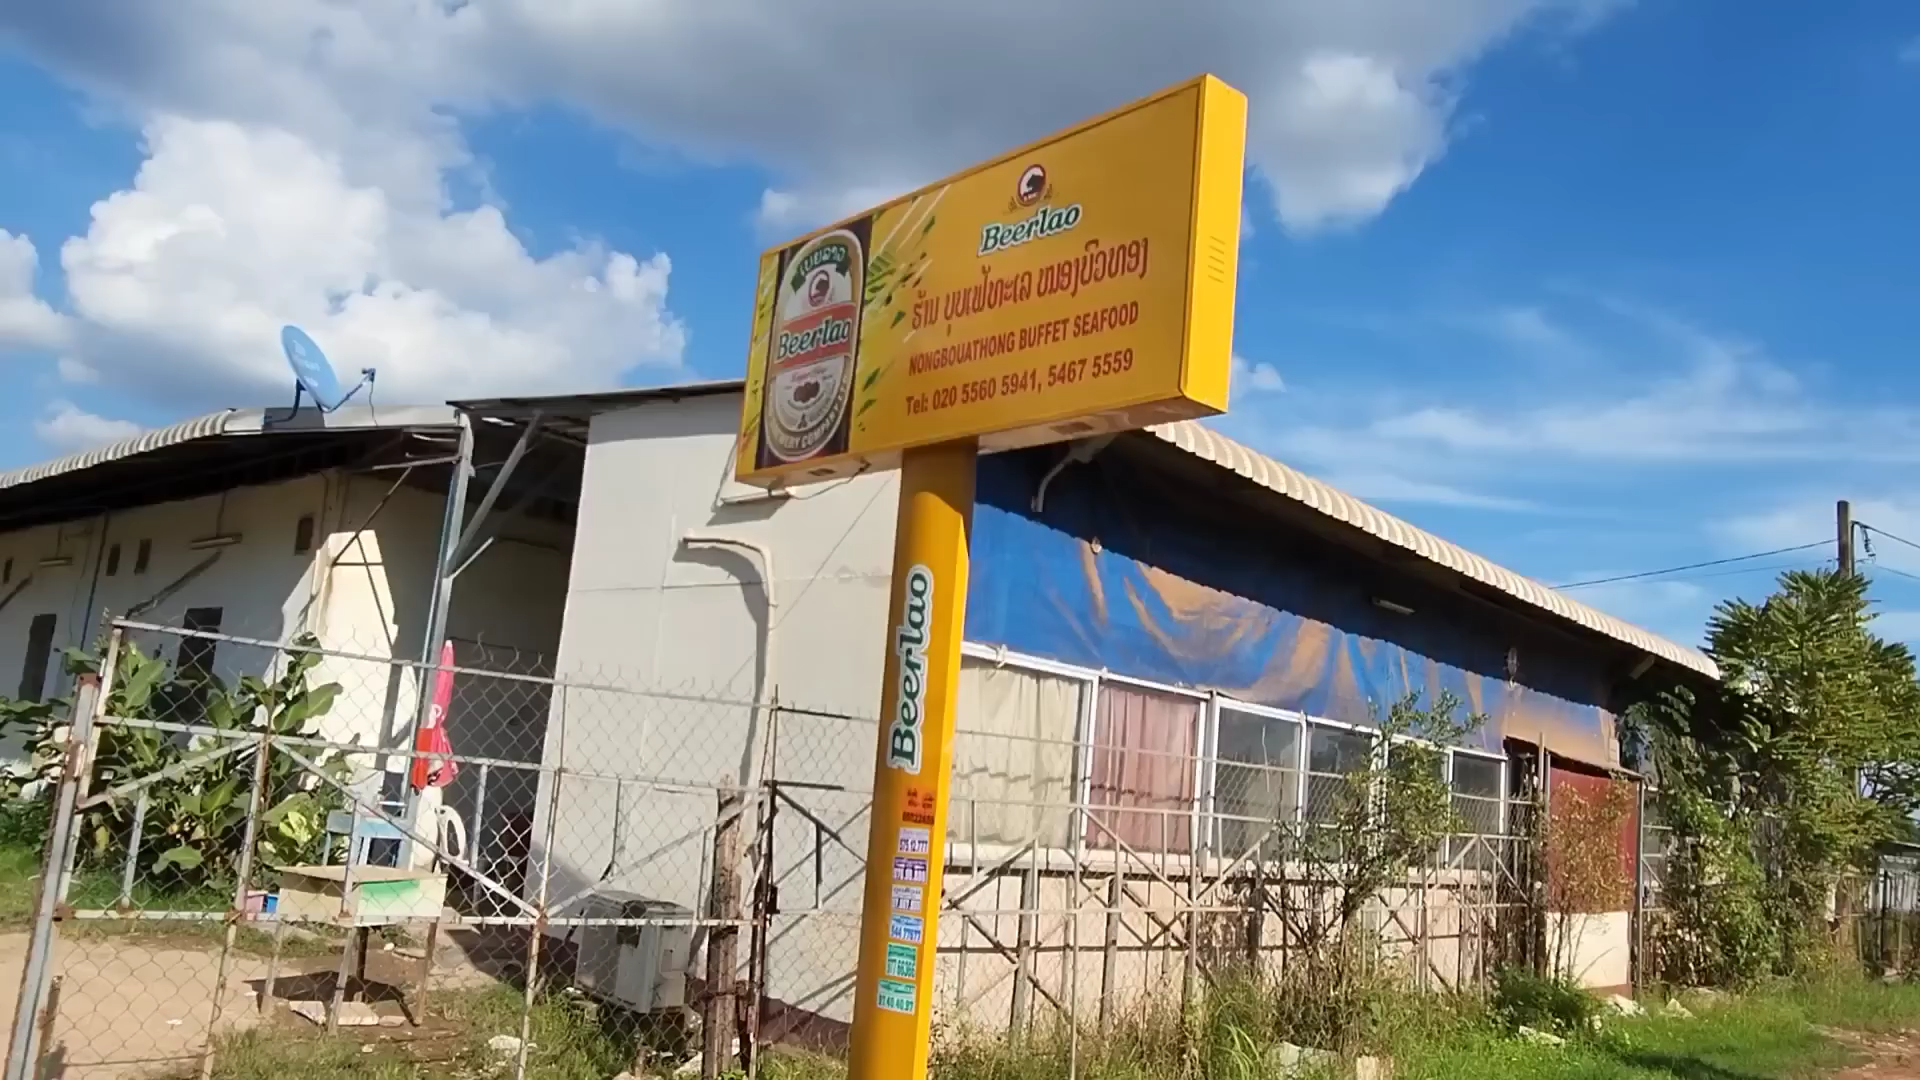 Beerlao
ຮ້ານ ບຸບເຟ້ທະເລ ໜອງບົວທອງ
NONGBOUATHONG BUFFET SEAFOOD
Tel: 020 5560 5941, 5467 5559
ເບຍລາວ
Beerlao
Beerlao